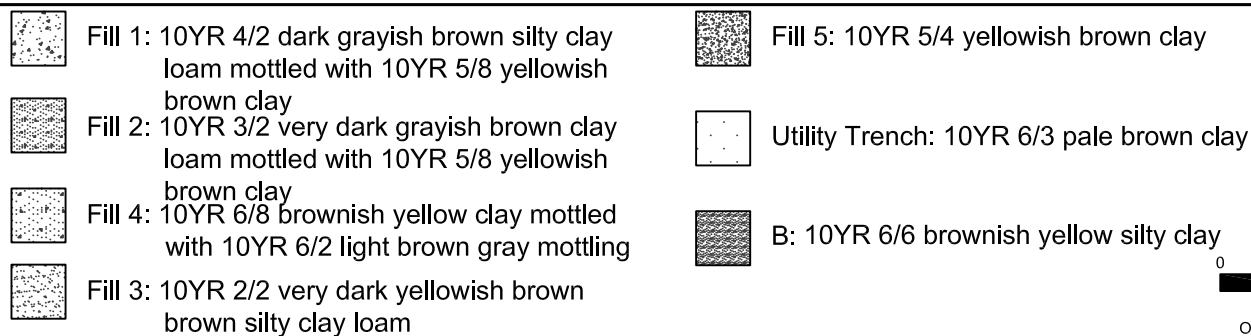 Fill 1: 10YR 4/2 dark grayish brown silty clay
loam mottled with 10YR 5/8 yellowish
brown clay
Fill 2: 10YR 3/2 very dark grayish brown clay
loam mottled with 10YR 5/8 yellowish
brown clay
Fill 4: 10YR 6/8 brownish yellow clay mottled
with 10YR 6/2 light brown gray mottling
Fill 3: 10YR 2/2 very dark yellowish brown
brown silty clay loam
Fill 5: 10YR 5/4 yellowish brown clay
Utility Trench: 10YR 6/3 pale brown clay
B: 10YR 6/6 brownish yellow silty clay
0